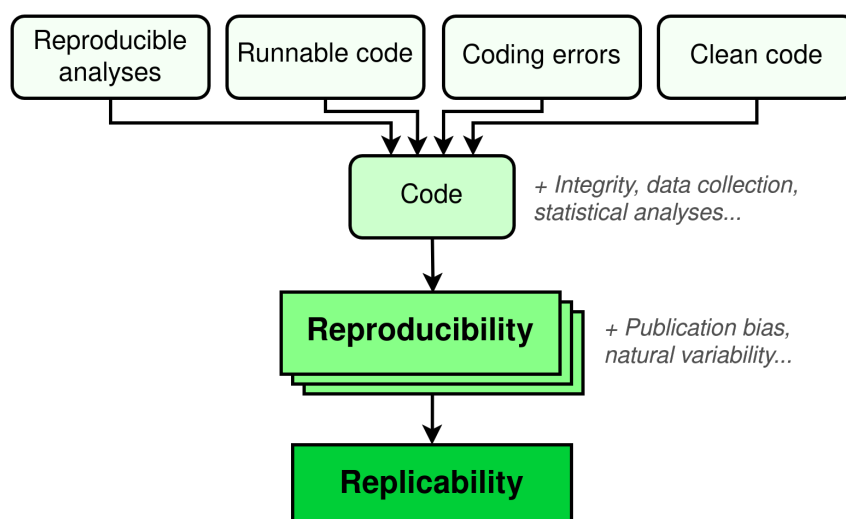 Reproducible
analyses
Runnable code
Coding errors
Clean code
Code
+ Integrity, data collection,
statistical analyses...
Reproducibility
+ Publication bias,
natural variability...
Replicability